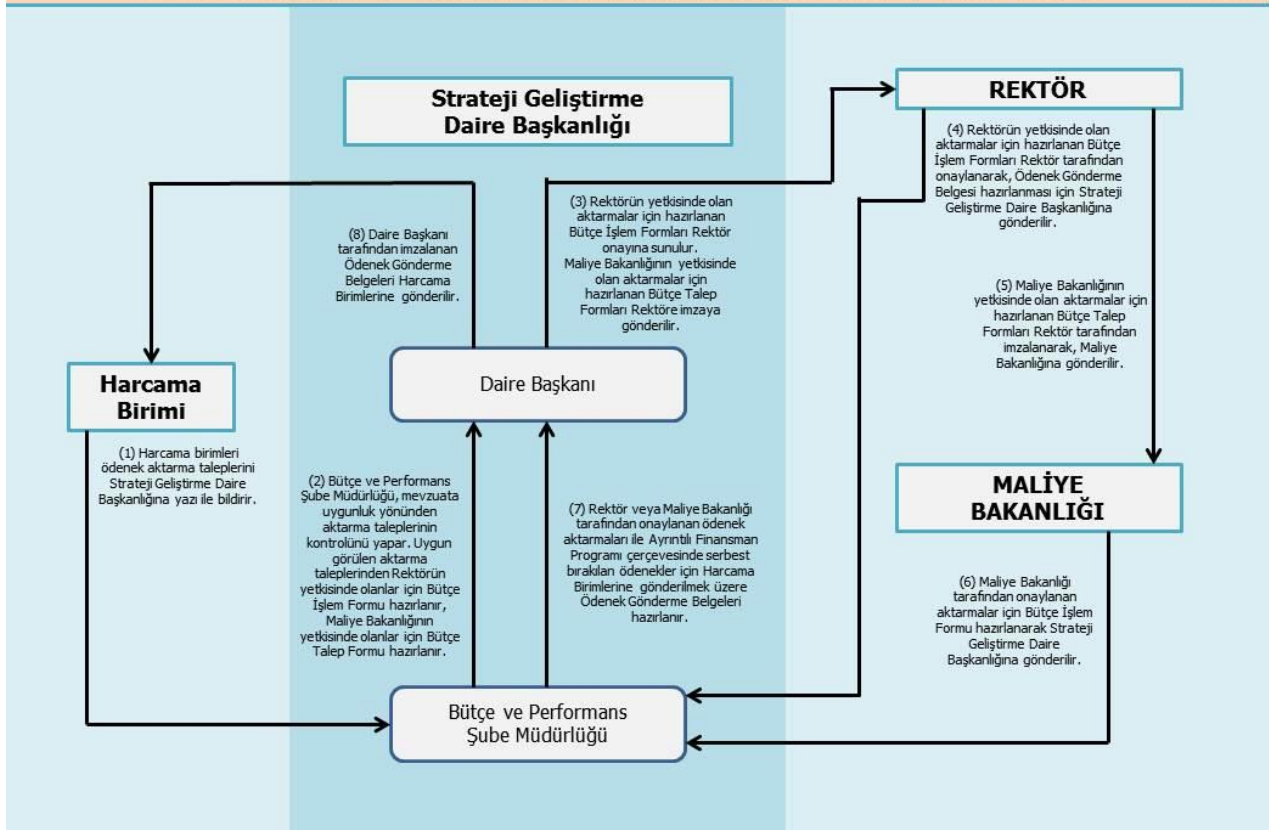 Strateji Geliştirme
Daire Başkanlığı
REKTÖR
(4) Rektörün yetkisinde olan
aktarmalar için hazırlanan Bütçe
İşlem Formları Rektör tarafından
onaylanarak, Ödenek Gönderme
Belgesi hazırlanması için Strateji
Geliştirme Daire Başkanlığına
gönderilir.
(3) Rektörün yetkisinde olan
aktarmalar için hazırlanan
Bütçe İşlem Formları Rektör
onayına sunulur.
Maliye Bakanlığının yetkisinde
olan aktarmalar için
hazırlanan Bütçe Talep
Formları Rektöre imzaya
gönderilir.
(8) Daire Başkanı
tarafından imzalanan
Ödenek Gönderme
Belgeleri Harcama
Birimlerine gönderilir.
(5) Maliye Bakanlığının
yetkisinde olan aktarmalar için
hazırlanan Bütçe Talep
Formları Rektör tarafından
imzalanarak, Maliye
Bakanlığına gönderilir.
Daire Başkanı
Harcama
Birimi
(1) Harcama birimleri
ödenek aktarma taleplerini
Strateji Geliştirme Daire
Başkanlığına yazı ile bildirir.
(2) Bütçe ve Performans
Şube Müdürlüğü, mevzuata
uygunluk yönünden
aktarma taleplerinin
kontrolünü yapar. Uygun
görülen aktarma
taleplerinden Rektörün
yetkisinde olanlar için Bütçe
İşlem Formu hazırlanır,
Maliye Bakanlığının
yetkisinde olanlar için Bütçe
Talep Formu hazırlanır.
(7) Rektör veya Maliye Bakanlığı
tarafından onaylanan ödenek
aktarmaları ile Ayrıntılı Finansman
Programı çerçevesinde serbest
bırakılan ödenekler için Harcama
Birimlerine gönderilmek üzere
Ödenek Gönderme Belgeleri
hazırlanır.
MALİYE
BAKANLIĞI
(6) Maliye Bakanlığı
tarafından onaylanan
aktarmalar için Bütçe İşlem
Formu hazırlanarak Strateji
Geliştirme Daire
Başkanlığına gönderilir.
Bütçe ve Performans
Şube Müdürlüğü